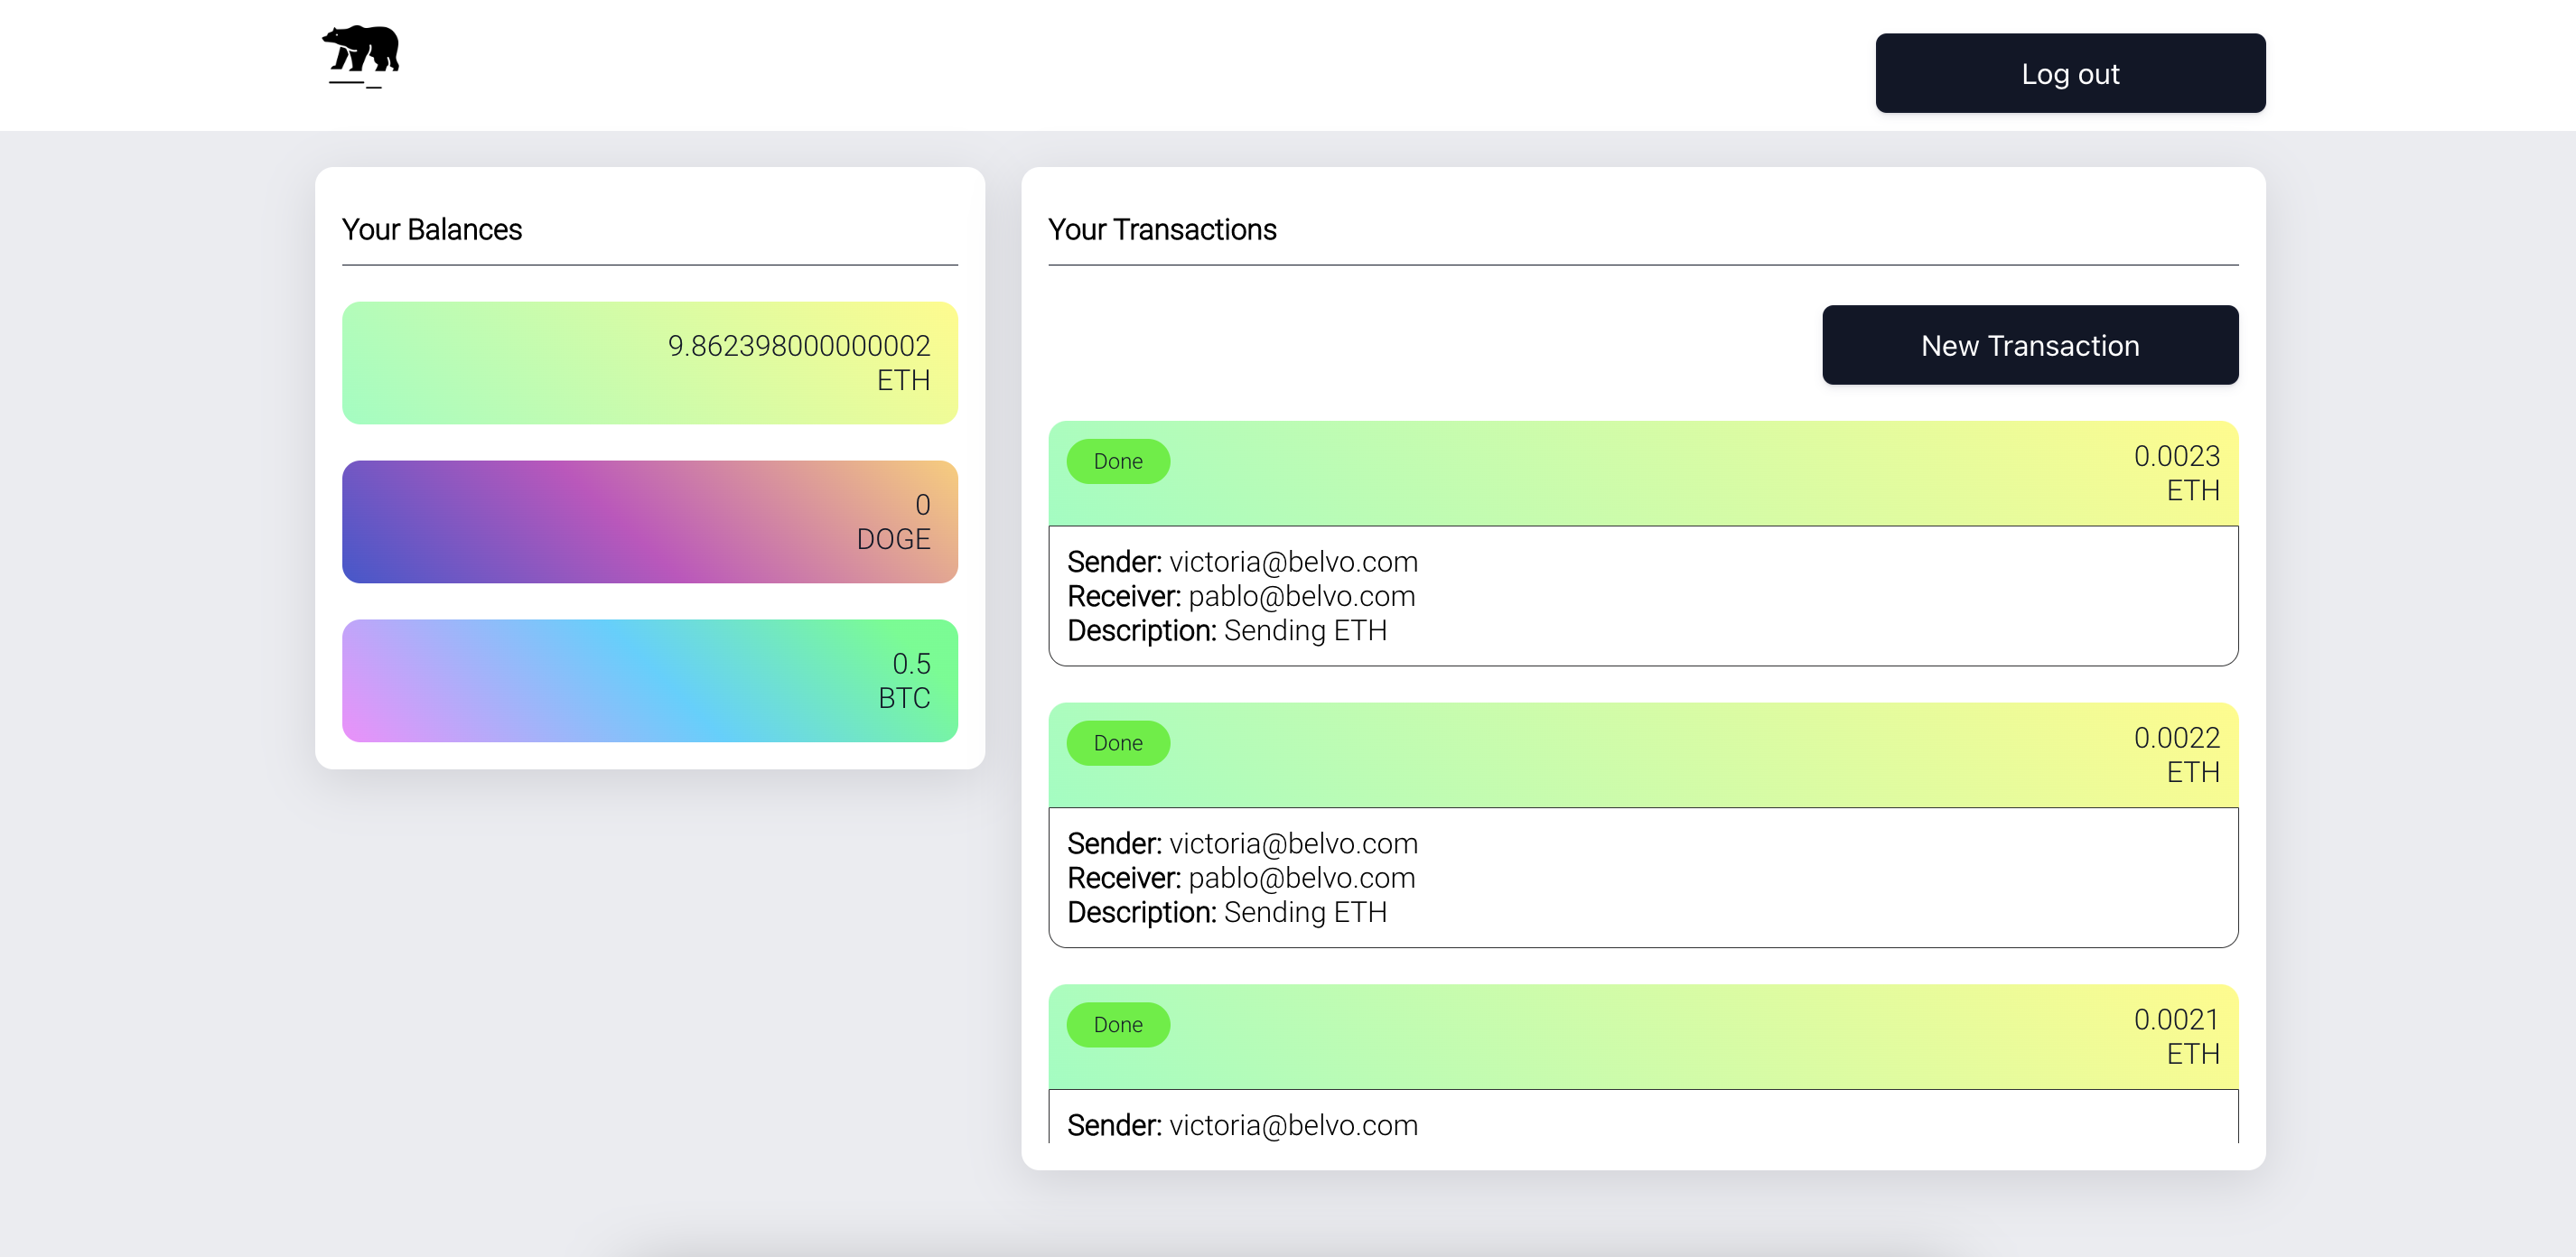 Log out
Your Balances
9.862398000000002
ETH
0
DOGE
0.5
BTC
Your Transactions
New Transaction
Done
0.0023
ETH
Sender: victoria@belvo.com
Receiver: pablo@belvo.com
Description: Sending ETH
Done
0.0022
ETH
Sender: victoria@belvo.com
Receiver: pablo@belvo.com
Description: Sending ETH
Done
0.0021
ETH
Sender: victoria@belvo.com